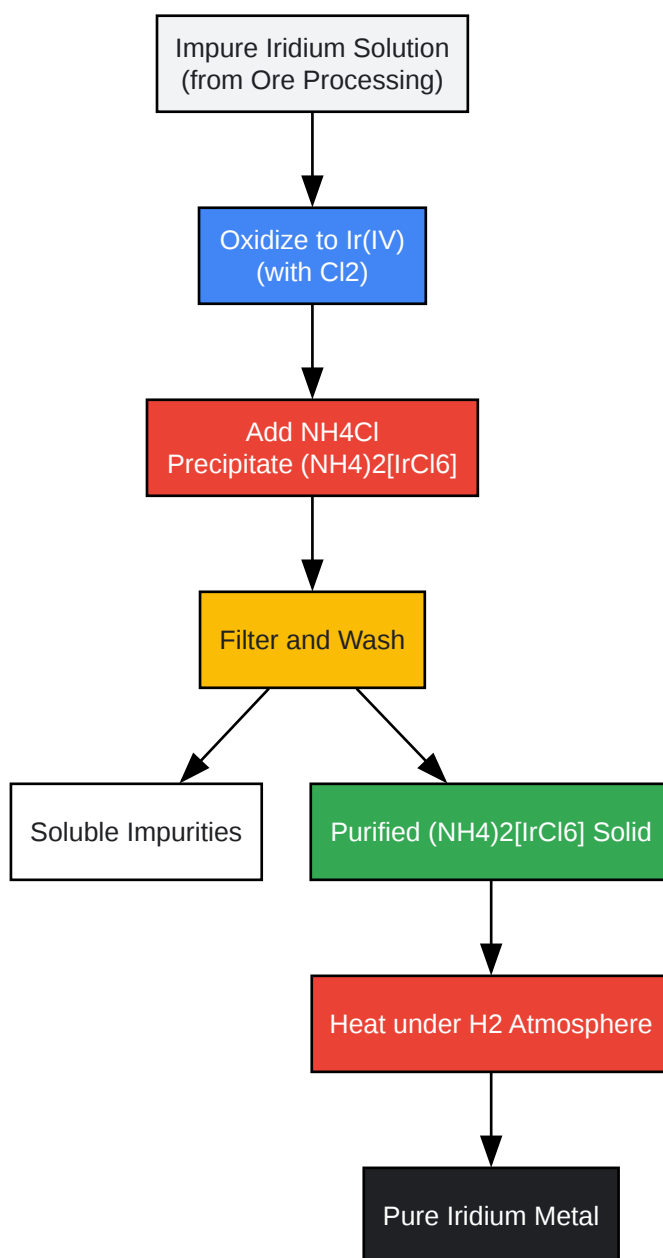 Impure Iridium Solution
(from Ore Processing)
Oxidize to Ir(IV)
(with Cl2)
Add NH4Cl
Precipitate (NH4)2[IrCl6]
Filter and Wash
Soluble Impurities
Purified (NH4)2[IrCl6] Solid
Heat under H2 Atmosphere
Pure Iridium Metal